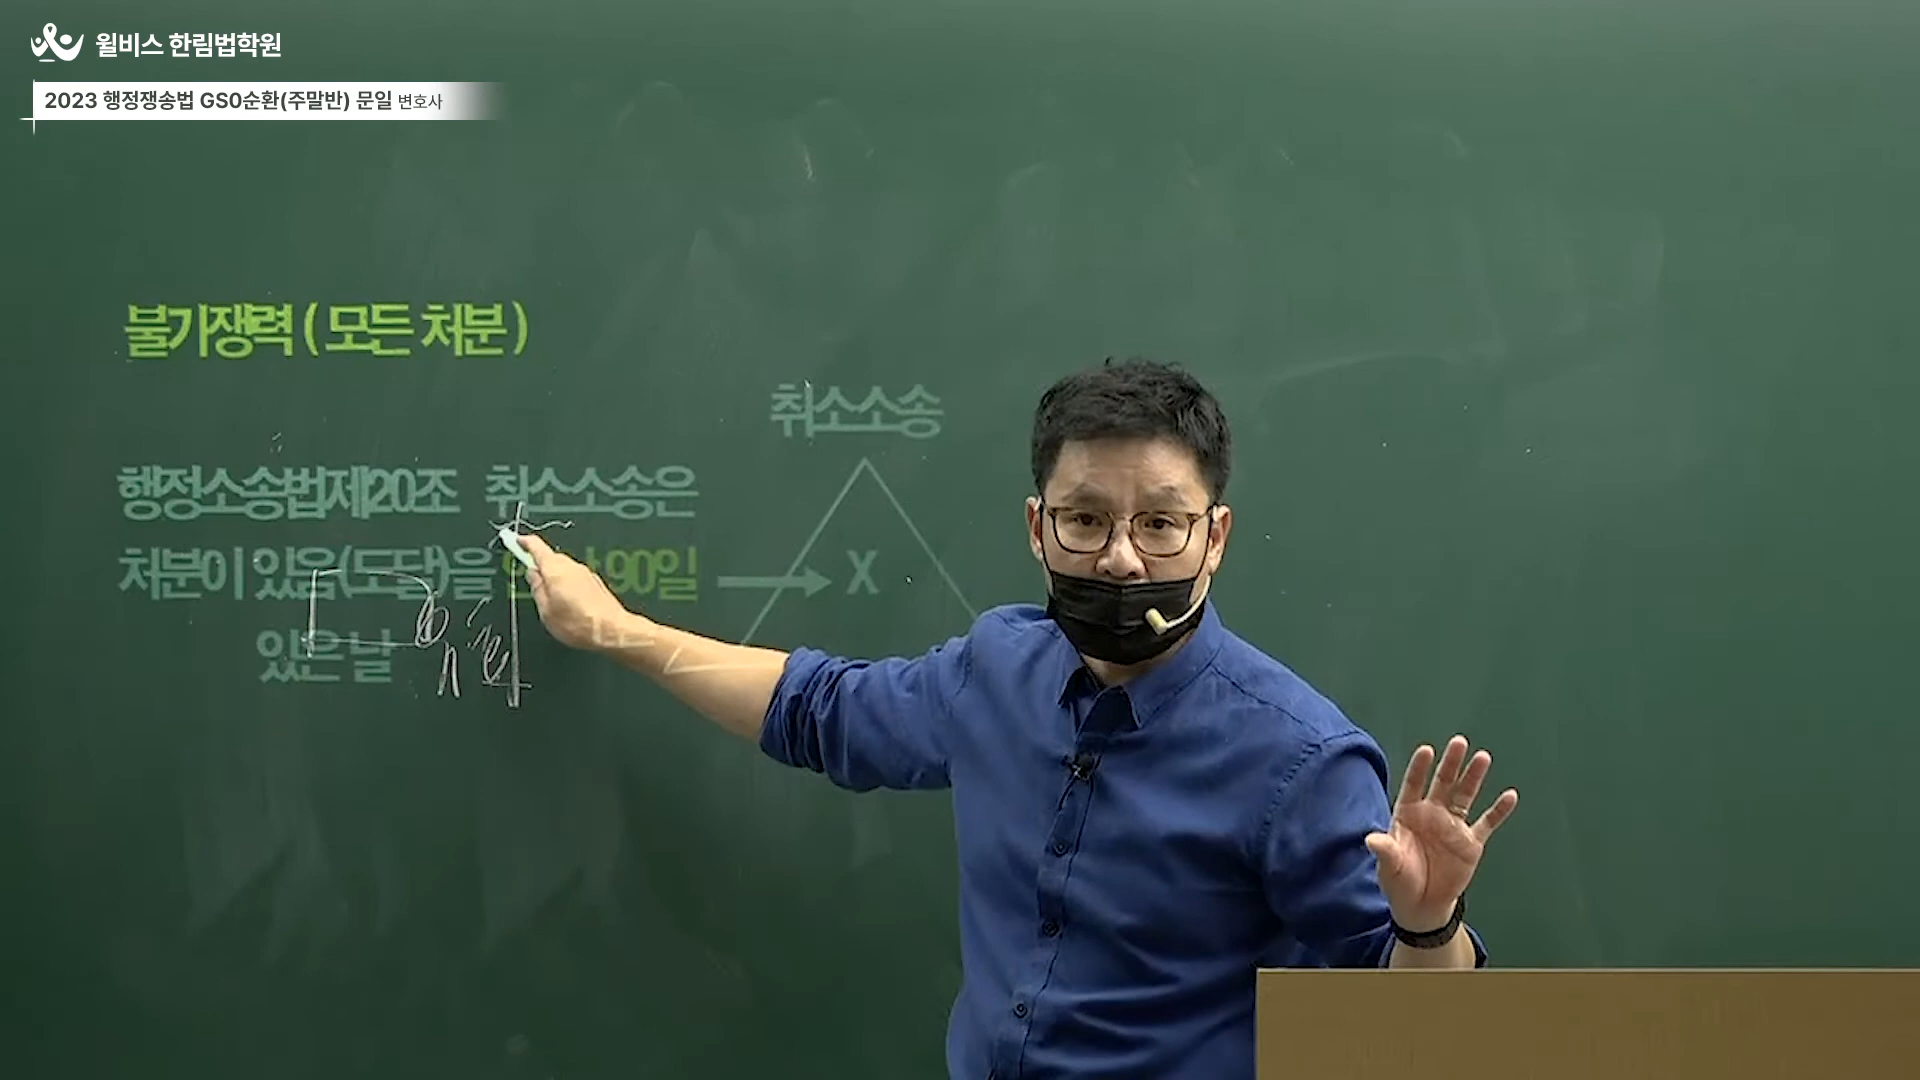 윌비스 한림법학원
2023 행정쟁송법 GS0순환(주말반) 문일 변호사
불가쟁력 ( 모든 처분 )
취소소송
행정소송법제20조 취소소송은
처분이 있음(도달)을 90일
X
있은 날